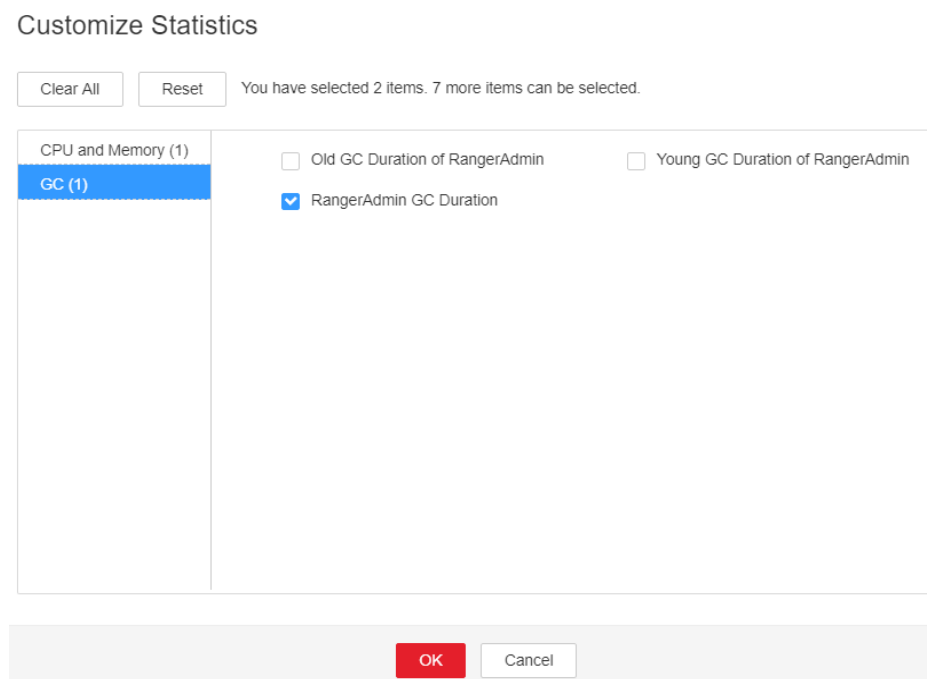 Customize Statistics
Clear All Reset You have selected 2 items. 7 more items can be selected.
CPU and Memory (1)
GC (1)
Old GC Duration of RangerAdmin Young GC Duration of RangerAdmin
RangerAdmin GC Duration
OK Cancel